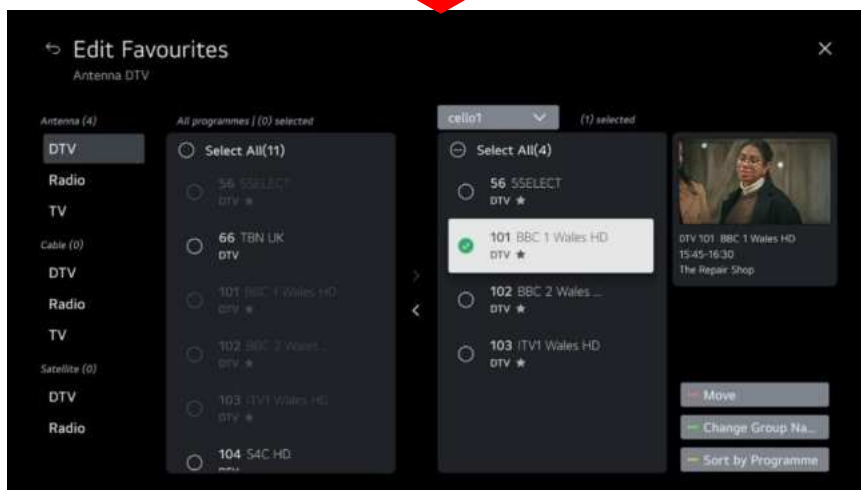 Edit Favourites
Antenna DTV
Antenna (4)
DTV
Radio
TV
Cable (0)
DTV
Radio
TV
Satellite (0)
DTV
Radio
All programmes | (0) selected
Select All(11)
56 5SELECT
DTV ★
66 TBN UK
DTV
101 BBC 1 Wales HD
DTV ★
102 BBC 2 Wales ...
DTV ★
103 ITV1 Wales HD
DTV ★
104 S4C HD
cello1
(1) selected
Select All(4)
56 5SELECT
DTV ★
101 BBC 1 Wales HD
DTV ★
102 BBC 2 Wales ...
DTV ★
103 ITV1 Wales HD
DTV ★
DTV 101 BBC 1 Wales HD
15:45-16:30
The Repair Shop
Move
Change Group Na...
Sort by Programme